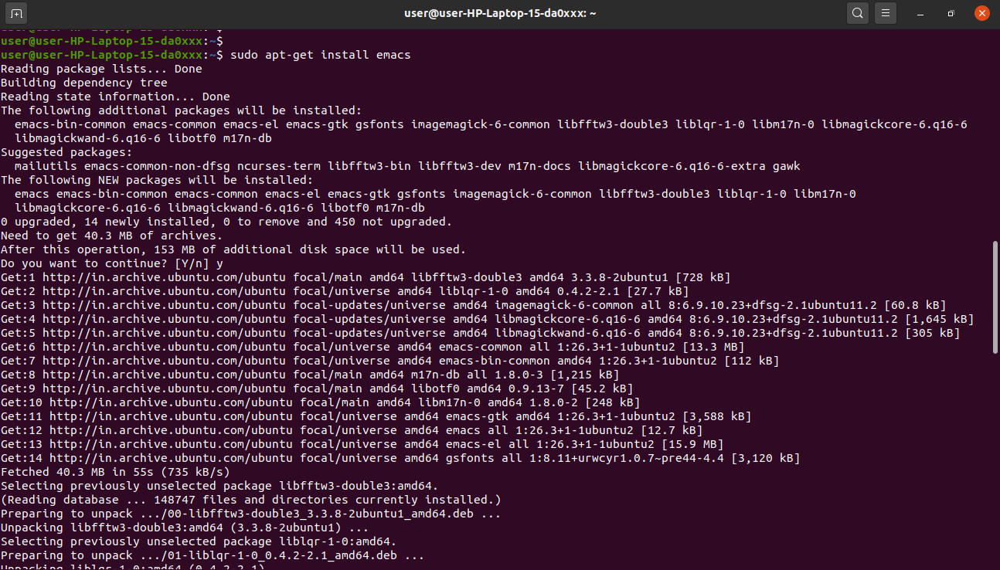 user@user-HP-Laptop-15-da0xxx: ~
user@user-HP-Laptop-15-da0xxx:~$
user@user-HP-Laptop-15-da0xxx:~$ sudo apt-get install emacs
Reading package lists... Done
Building dependency tree
Reading state information... Done
The following additional packages will be installed:
  emacs-bin-common emacs-common emacs-el emacs-gtk gsfonts imagemagick-6-common libfftw3-double3 liblqr-1-0 libm17n-0 libmagickcore-6.q16-6
  libmagickwand-6.q16-6 libotf0 m17n-db
Suggested packages:
  mailutils emacs-common-non-dfsg ncurses-term libfftw3-bin libfftw3-dev m17n-docs libmagickcore-6.q16-6-extra gawk
The following NEW packages will be installed:
  emacs emacs-bin-common emacs-common emacs-el emacs-gtk gsfonts imagemagick-6-common libfftw3-double3 liblqr-1-0 libm17n-0
  libmagickcore-6.q16-6 libmagickwand-6.q16-6 libotf0 m17n-db
0 upgraded, 14 newly installed, 0 to remove and 450 not upgraded.
Need to get 40.3 MB of archives.
After this operation, 153 MB of additional disk space will be used.
Do you want to continue? [Y/n] y
Get:1 http://in.archive.ubuntu.com/ubuntu focal/main amd64 libfftw3-double3 amd64 3.3.8-2ubuntu1 [728 kB]
Get:2 http://in.archive.ubuntu.com/ubuntu focal/universe amd64 liblqr-1-0 amd64 0.4.2-2.1 [27.7 kB]
Get:3 http://in.archive.ubuntu.com/ubuntu focal-updates/universe amd64 imagemagick-6-common all 8:6.9.10.23+dfsg-2.1ubuntu11.2 [60.8 kB]
Get:4 http://in.archive.ubuntu.com/ubuntu focal-updates/universe amd64 libmagickcore-6.q16-6 amd64 8:6.9.10.23+dfsg-2.1ubuntu11.2 [1,645 kB]
Get:5 http://in.archive.ubuntu.com/ubuntu focal-updates/universe amd64 libmagickwand-6.q16-6 amd64 8:6.9.10.23+dfsg-2.1ubuntu11.2 [305 kB]
Get:6 http://in.archive.ubuntu.com/ubuntu focal/universe amd64 emacs-common all 1:26.3+1-1ubuntu2 [13.3 MB]
Get:7 http://in.archive.ubuntu.com/ubuntu focal/universe amd64 emacs-bin-common amd64 1:26.3+1-1ubuntu2 [112 kB]
Get:8 http://in.archive.ubuntu.com/ubuntu focal/main amd64 m17n-db all 1.8.0-3 [1,215 kB]
Get:9 http://in.archive.ubuntu.com/ubuntu focal/main amd64 libotf0 amd64 0.9.13-7 [45.2 kB]
Get:10 http://in.archive.ubuntu.com/ubuntu focal/main amd64 libm17n-0 amd64 1.8.0-2 [248 kB]
Get:11 http://in.archive.ubuntu.com/ubuntu focal/universe amd64 emacs-gtk amd64 1:26.3+1-1ubuntu2 [3,588 kB]
Get:12 http://in.archive.ubuntu.com/ubuntu focal/universe amd64 emacs all 1:26.3+1-1ubuntu2 [12.7 kB]
Get:13 http://in.archive.ubuntu.com/ubuntu focal/universe amd64 emacs-el all 1:26.3+1-1ubuntu2 [15.9 MB]
Get:14 http://in.archive.ubuntu.com/ubuntu focal/universe amd64 gsfonts all 1:8.11+urwcyr1.0.7~pre44-4.4 [3,120 kB]
Fetched 40.3 MB in 55s (735 kB/s)
Selecting previously unselected package libfftw3-double3:amd64.
(Reading database ... 148747 files and directories currently installed.)
Preparing to unpack .../00-libfftw3-double3_3.3.8-2ubuntu1_amd64.deb ...
Unpacking libfftw3-double3:amd64 (3.3.8-2ubuntu1) ...
Selecting previously unselected package liblqr-1-0:amd64.
Preparing to unpack .../01-liblqr-1-0_0.4.2-2.1_amd64.deb ...
Unpacking liblqr-1-0:amd64 (0.4.2-2.1)